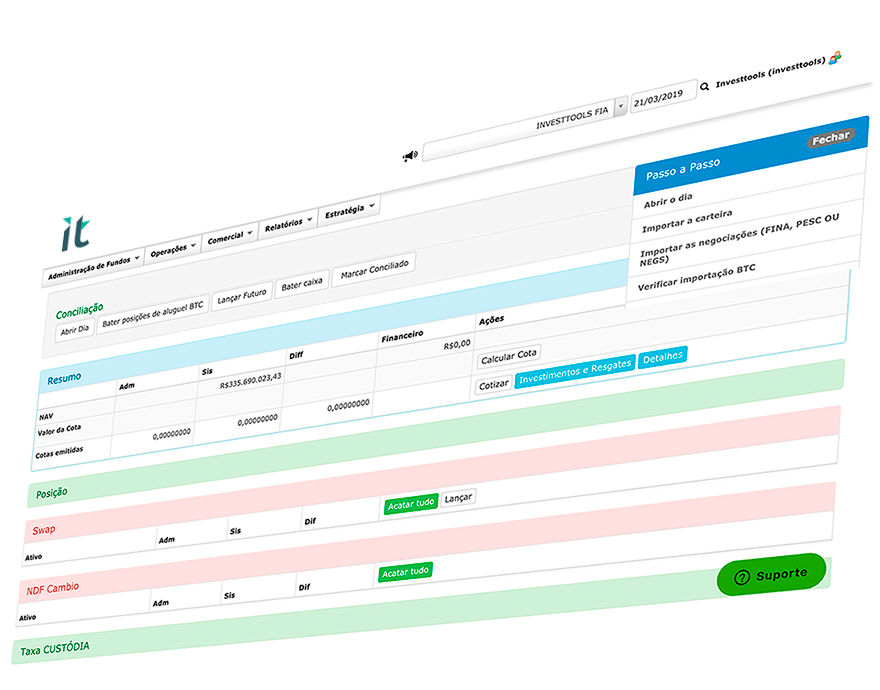 INVESTTOOLS FIA
21/03/2019
Investtools (investtools)
Passo a Passo
Fechar
Abrir o dia
Importar a carteira
Importar as negociações (FINA, PESC OU
NEGS)
Verificar importação BTC
it
Administração de Fundos
Operações
Comercial
Relatórios
Estratégia
Conciliação
Abrir Dia
Bater posições de aluguel BTC
Lançar Futuro
Bater caixa
Marcar Conciliado
Resumo
Adm
Sis
Diff
Financeiro
Ações
NAV
R$335.690.023,43
R$0,00
Calcular Cota
Valor da Cota
Cotizar
Investimentos e Resgates
Detalhes
Cotas emitidas
0,00000000
0,00000000
0,00000000
Posição
Swap
Acatar tudo
Lançar
Ativo
Adm
Sis
Dif
NDF Cambio
Acatar tudo
Ativo
Adm
Sis
Dif
Taxa CUSTÓDIA
Suporte